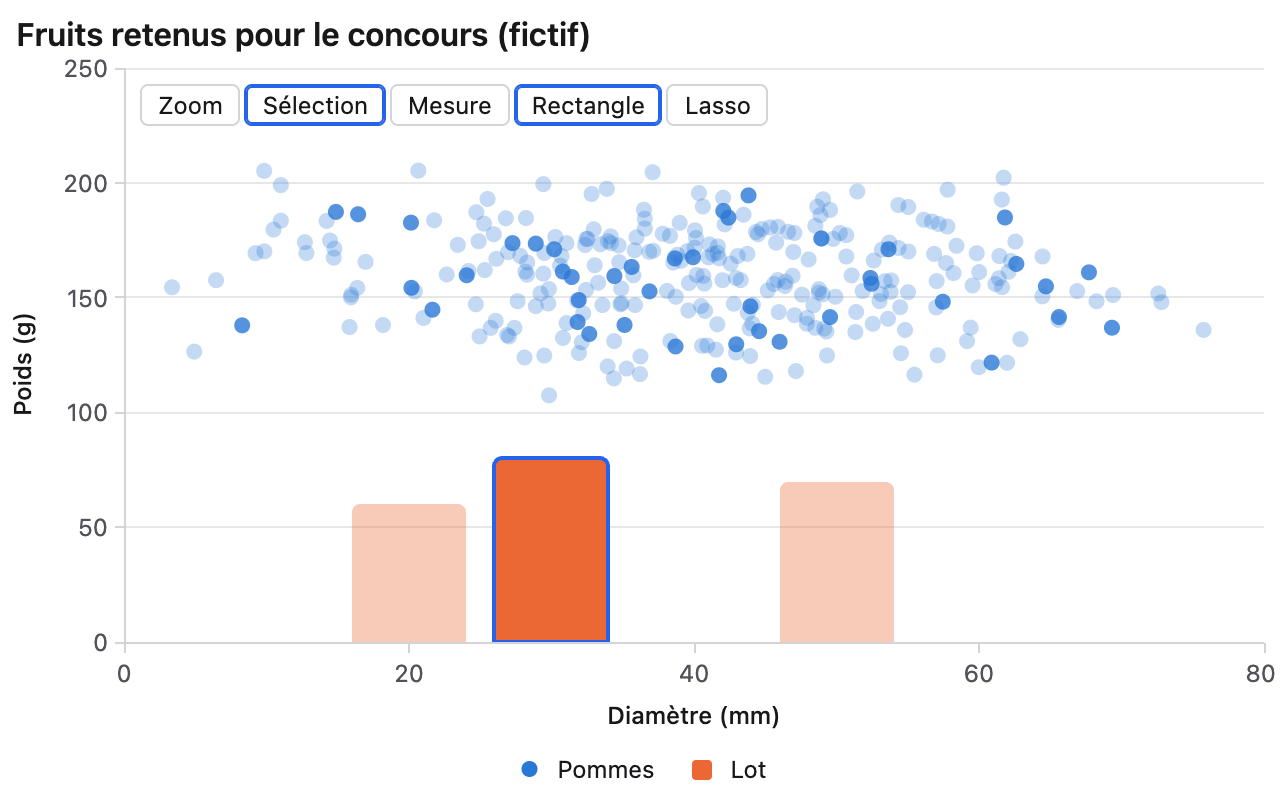 Fruits retenus pour le concours (fictif)
250
Zoom Sélection Mesure Rectangle Lasso
200
150
100
50
0
Poids (g)
0 20 40 60 80
Diamètre (mm)
Pommes Lot